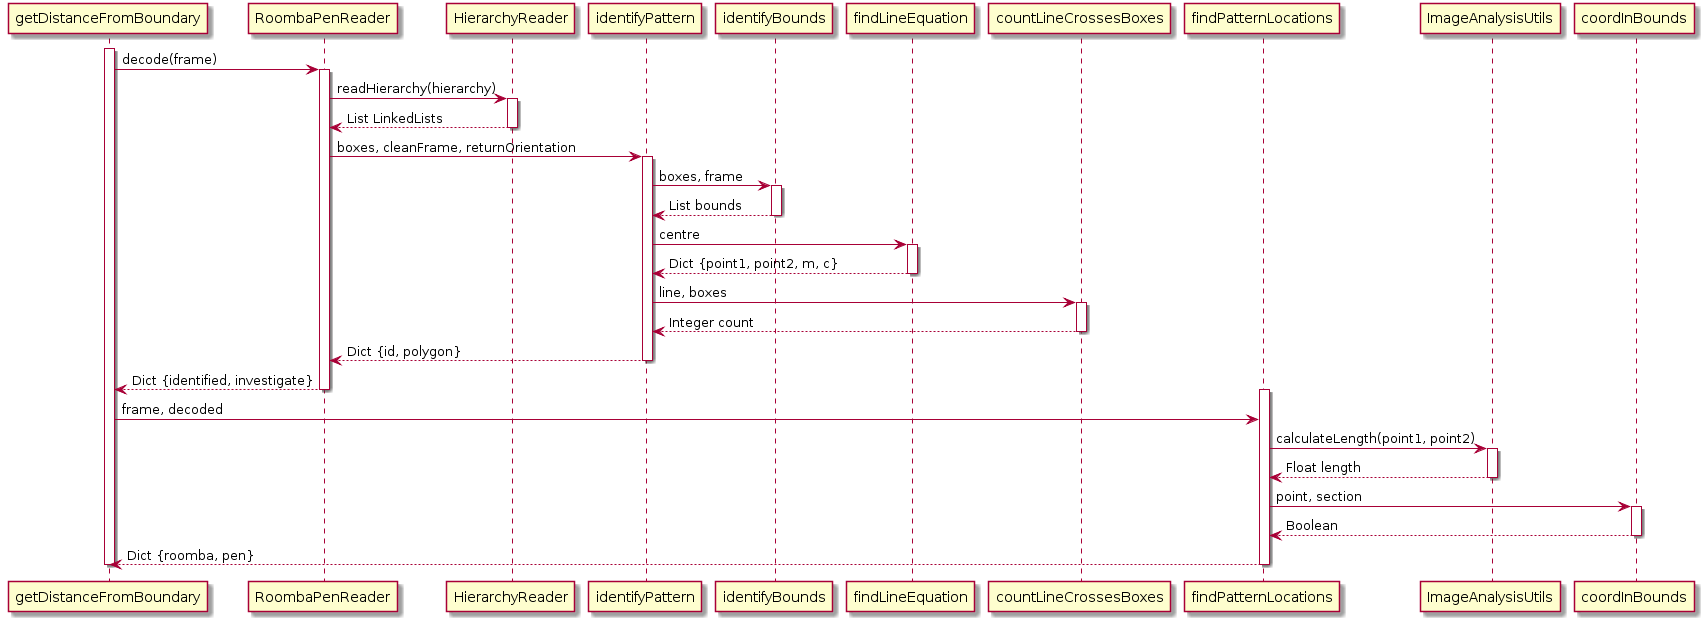 getDistanceFromBoundary RoombaPenReader HierarchyReader identifyPattern identifyBounds findLineEquation countLineCrossesBoxes findPatternLocations ImageAnalysisUtils coordInBounds
decode(frame)
readHierarchy(hierarchy)
List LinkedLists
boxes, cleanFrame, returnOrientation
boxes, frame
List bounds
centre
Dict {point1, point2, m, c}
line, boxes
Integer count
Dict {id, polygon}
Dict {identified, investigate}
frame, decoded
calculateLength(point1, point2)
Float length
point, section
Boolean
Dict {roomba, pen}
getDistanceFromBoundary RoombaPenReader HierarchyReader identifyPattern identifyBounds findLineEquation countLineCrossesBoxes findPatternLocations ImageAnalysisUtils coordInBounds